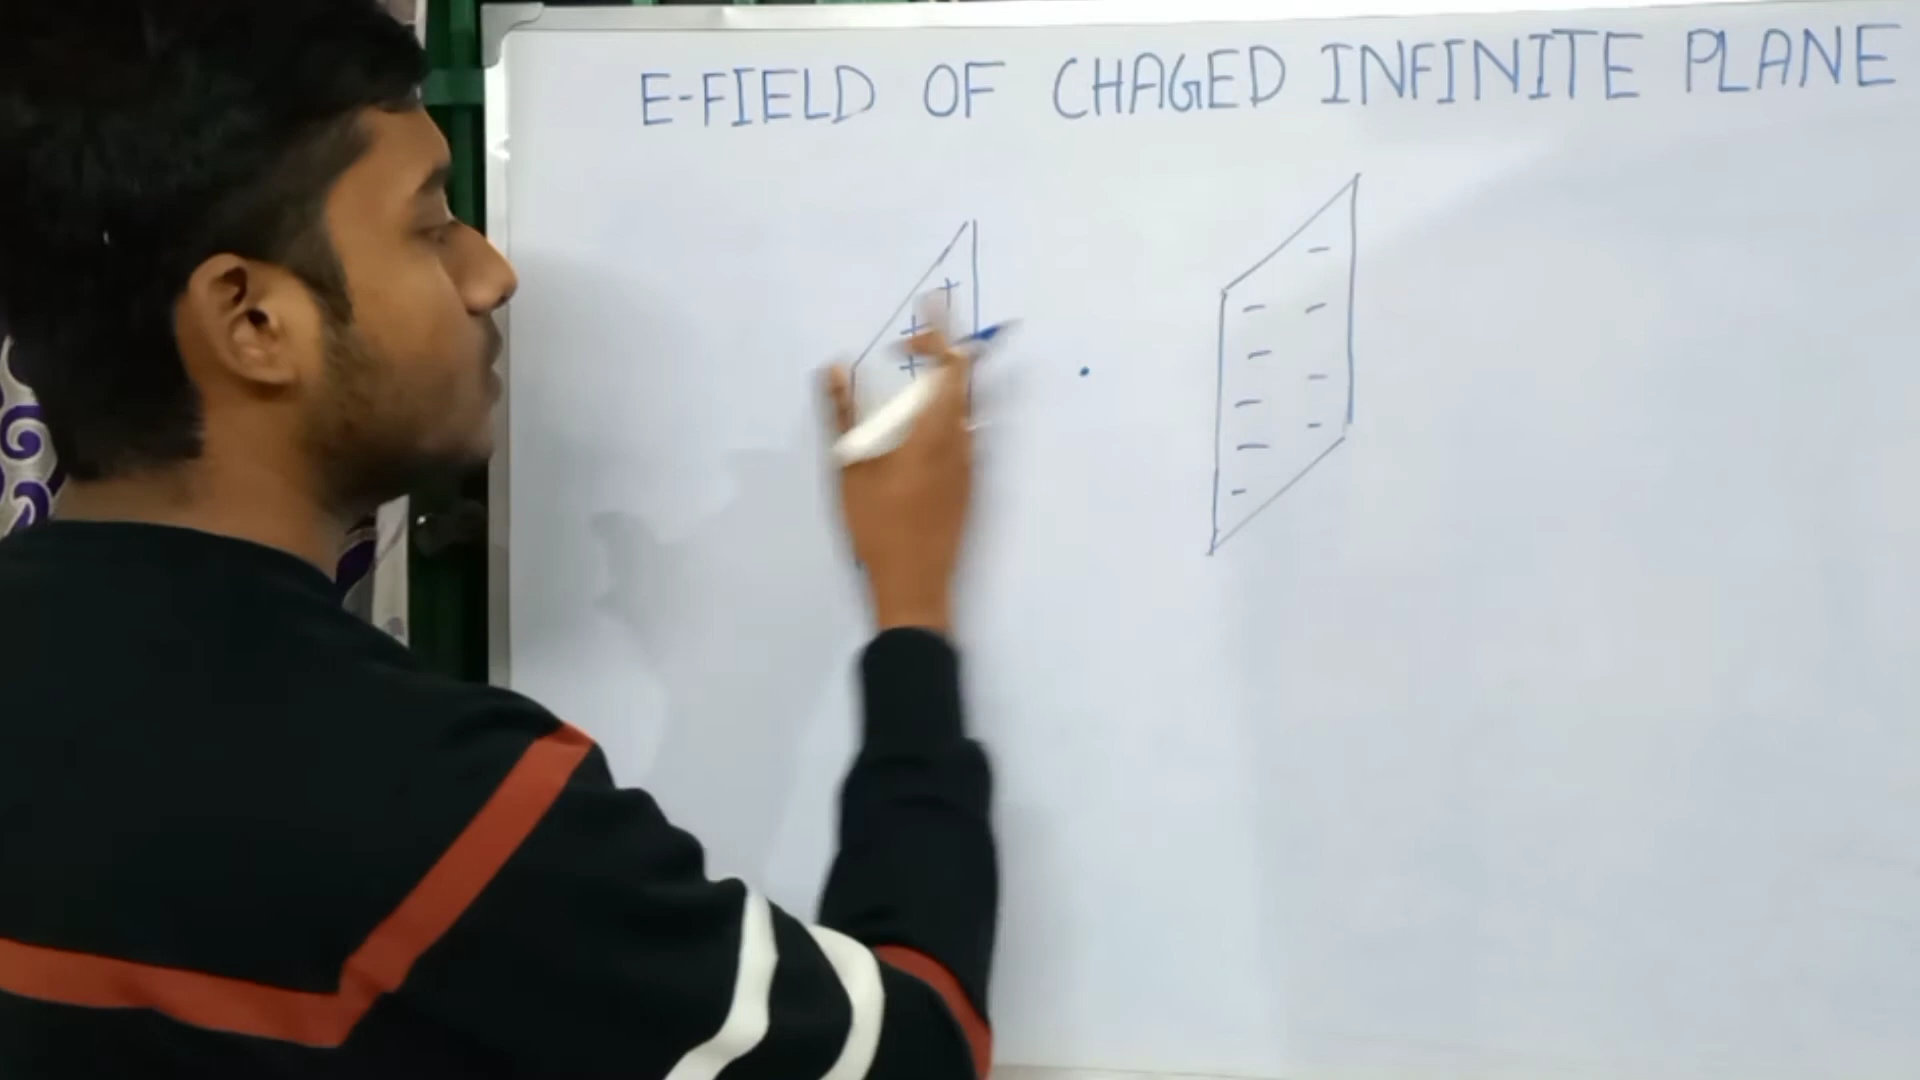 E-FIELD OF CHAGED INFINITE PLANE
+
+
+
- - - - - - - - -